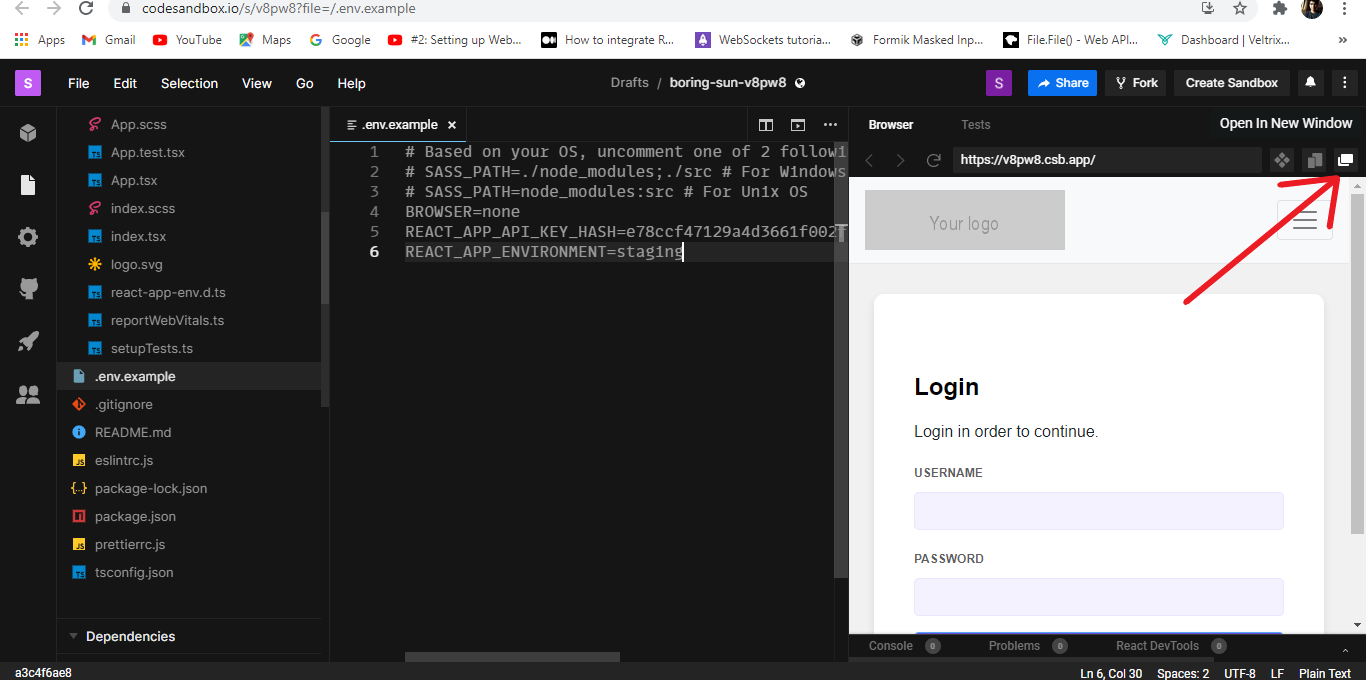 codesandbox.io/s/v8pw8?file=/.env.example
Apps Gmail YouTube Maps Google #2: Setting up Web... How to integrate R... WebSockets tutoria... Formik Masked Inp... File.File() - Web API... Dashboard | Veltrix... »
S File Edit Selection View Go Help Drafts / boring-sun-v8pw8 S Share Fork Create Sandbox
App.scss
App.test.tsx
App.tsx
index.scss
index.tsx
logo.svg
react-app-env.d.ts
reportWebVitals.ts
setupTests.ts
.env.example
.gitignore
README.md
eslintrc.js
package-lock.json
package.json
prettierrc.js
tsconfig.json
Dependencies
.env.example ×
1 # Based on your OS, uncomment one of 2 followi
2 # SASS_PATH=./node_modules;./src # For Windows
3 # SASS_PATH=node_modules:src # For Unix OS
4 BROWSER=none
5 REACT_APP_API_KEY_HASH=e78ccf47129a4d3661f002
6 REACT_APP_ENVIRONMENT=staging
Browser Tests Open In New Window
https://v8pw8.csb.app/
Your logo
Login
Login in order to continue.
USERNAME
PASSWORD
Console 0 Problems 0 React DevTools 0
a3c4f6ae8 Ln 6, Col 30 Spaces: 2 UTF-8 LF Plain Text